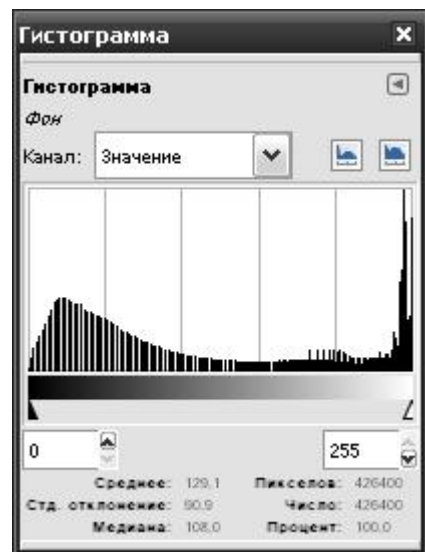 Гистограмма
Гистограмма
Фон
Канал: Значение
0 255
Среднее: 129,1 Пикселов: 426400
Стд. отклонение: 90,9 Число: 426400
Медиана: 108,0 Процент: 100,0